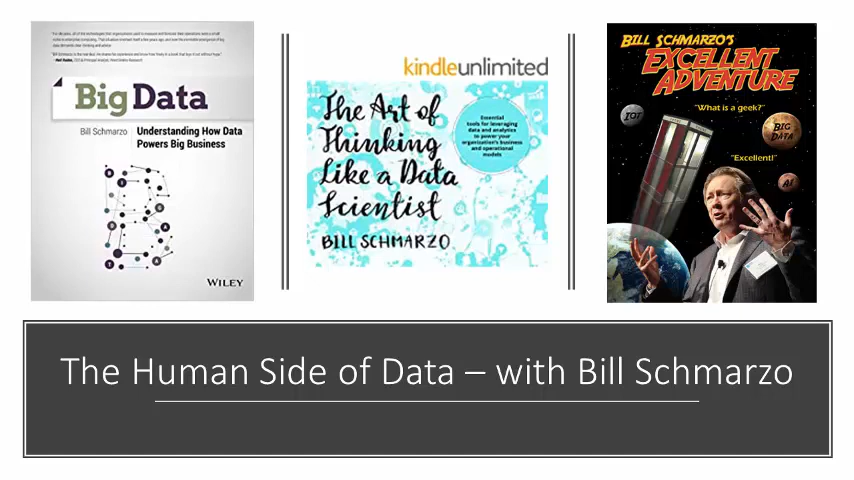 Big Data
Bill Schmarzo
Understanding How Data
Powers Big Business
WILEY
kindleunlimited
The Art of
Thinking
Like a Data
Scientist
BILL SCHMARZO
Essential
tools for leveraging
data and analytics
to power your
organization's business
and operational
models
BILL SCHMARZO'S
EXCELLENT
ADVENTURE
"What is a geek?"
IOT
BIG
DATA
"Excellent!"
AI
The Human Side of Data – with Bill Schmarzo